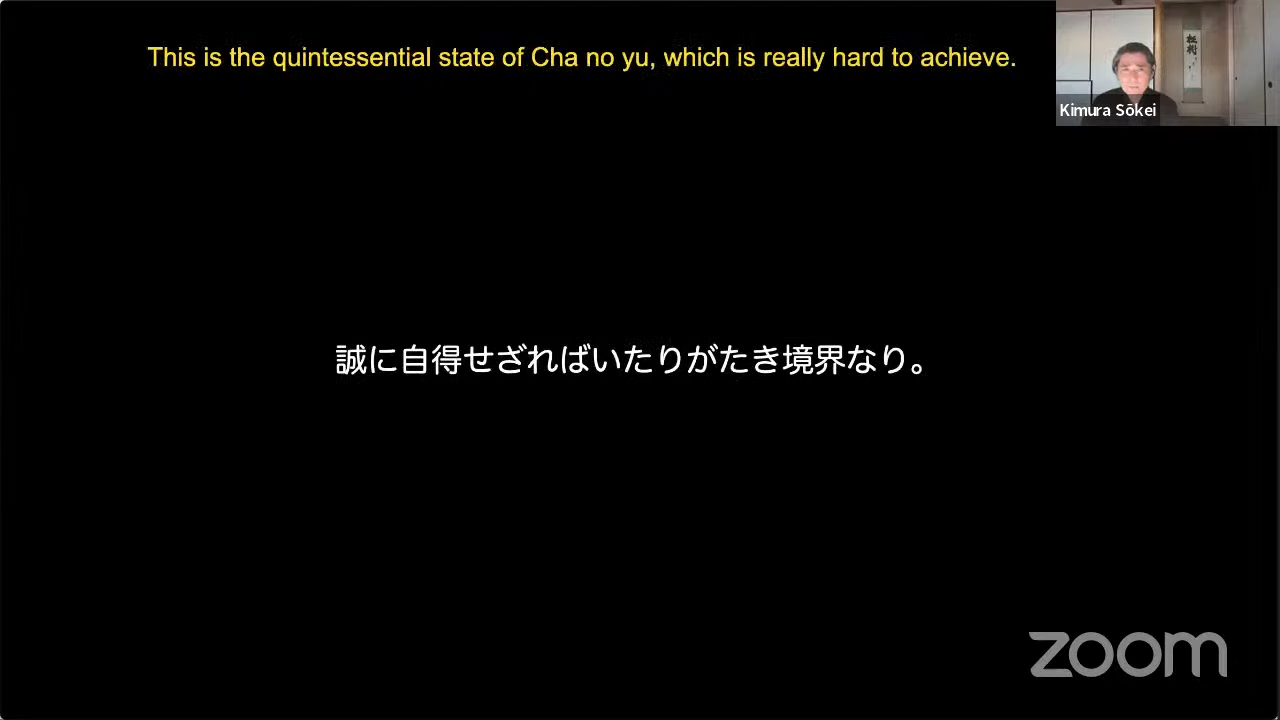 This is the quintessential state of Cha no yu, which is really hard to achieve.
Kimura Sōkei
誠に自得せざればいたりがたき境界なり。
zoom